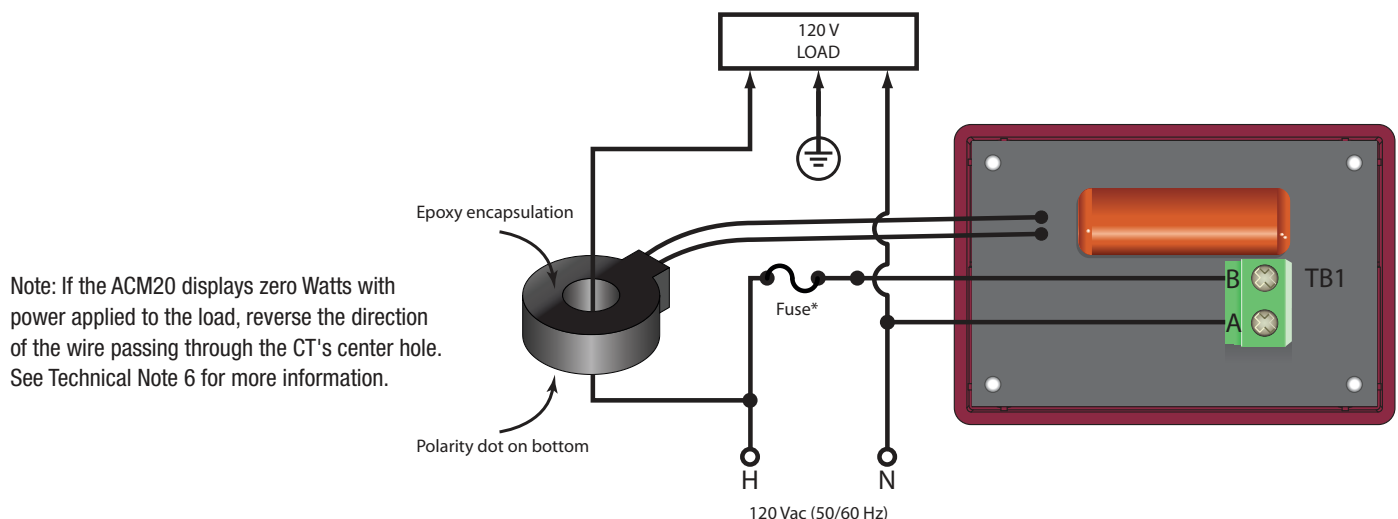 120 V
LOAD
Epoxy encapsulation
Note: If the ACM20 displays zero Watts with
power applied to the load, reverse the direction
of the wire passing through the CT's center hole.
See Technical Note 6 for more information.
Fuse*
B
TB1
A
Polarity dot on bottom
H
N
120 Vac (50/60 Hz)